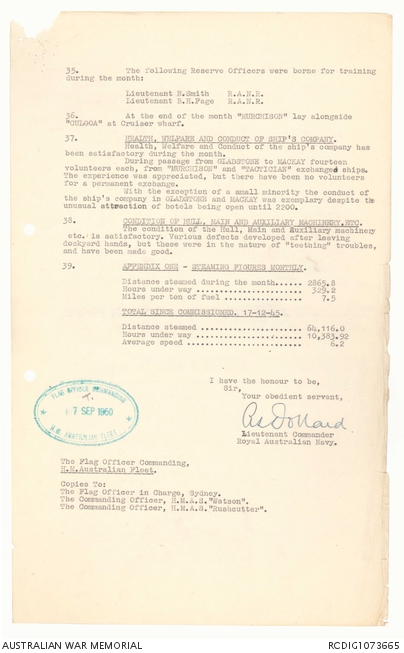 35. The following Reserve Officers were borne for training
during the month:
Lieutenant B.Smith R.A.N.R.
Lieutenant B.H.Page R.A.N.R.
36. At the end of the month "MURCHISON" lay alongside
"CULGOA" at Cruiser wharf.
37. HEALTH, WELFARE AND CONDUCT OF SHIP'S COMPANY.
Health, Welfare and Conduct of the ship's company has
been satisfactory during the month.
During passage from GLADSTONE to MACKAY fourteen
volunteers each, from "MURCHISON" and "TACTICIAN" exchanged ships.
The experience was appreciated, but there have been no volunteers
for a permanent exchange.
With the exception of a small minority the conduct of
the ship's company in GLADSTONE and MACKAY was exemplary despite the
unusual attraction of hotels being open until 2200.
38. CONDITION OF HULL, MAIN AND AUXILIARY MACHINERY, ETC.
The condition of the Hull, Main and Auxiliary machinery
etc. is satisfactory. Various defects developed after leaving
dockyard hands, but these were in the nature of "teething" troubles,
and have been made good.
39. APPENDIX ONE - STEAMING FIGURES MONTHLY.
Distance steamed during the month...... 2865.8
Hours under way ....................... 329.2
Miles per ton of fuel ................. 7.5
TOTAL SINCE COMMISSIONED. 17-12-45.
Distance steamed ...................... 64,116.0
Hours under way ....................... 10,383.92
Average speed ......................... 6.2
I have the honour to be,
Sir,
Your obedient servant,
Lieutenant Commander
Royal Australian Navy.
FLAG OFFICER COMMANDING
7 SEP 1950
H.M. AUSTRALIAN FLEET
The Flag Officer Commanding,
H.M.Australian Fleet.
Copies To:
The Flag Officer in Charge, Sydney.
The Commanding Officer, H.M.A.S."Watson".
The Commanding Officer, H.M.A.S."Rushcutter".
AUSTRALIAN WAR MEMORIAL
RCDIG1073665